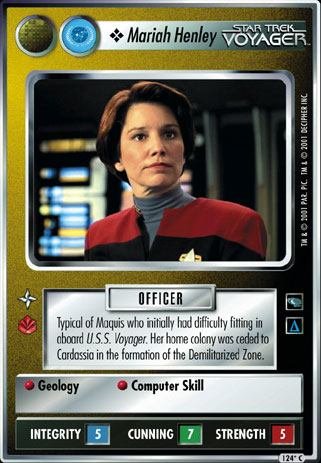 ❖ Mariah Henley
STAR TREK
VOYAGER™
TM & © 2001 PAR. PIC. TM & © 2001 DECIPHER INC.
OFFICER
Typical of Maquis who initially had difficulty fitting in
aboard U.S.S. Voyager. Her home colony was ceded to
Cardassia in the formation of the Demilitarized Zone.
Geology
Computer Skill
INTEGRITY 5
CUNNING 7
STRENGTH 5
124* C